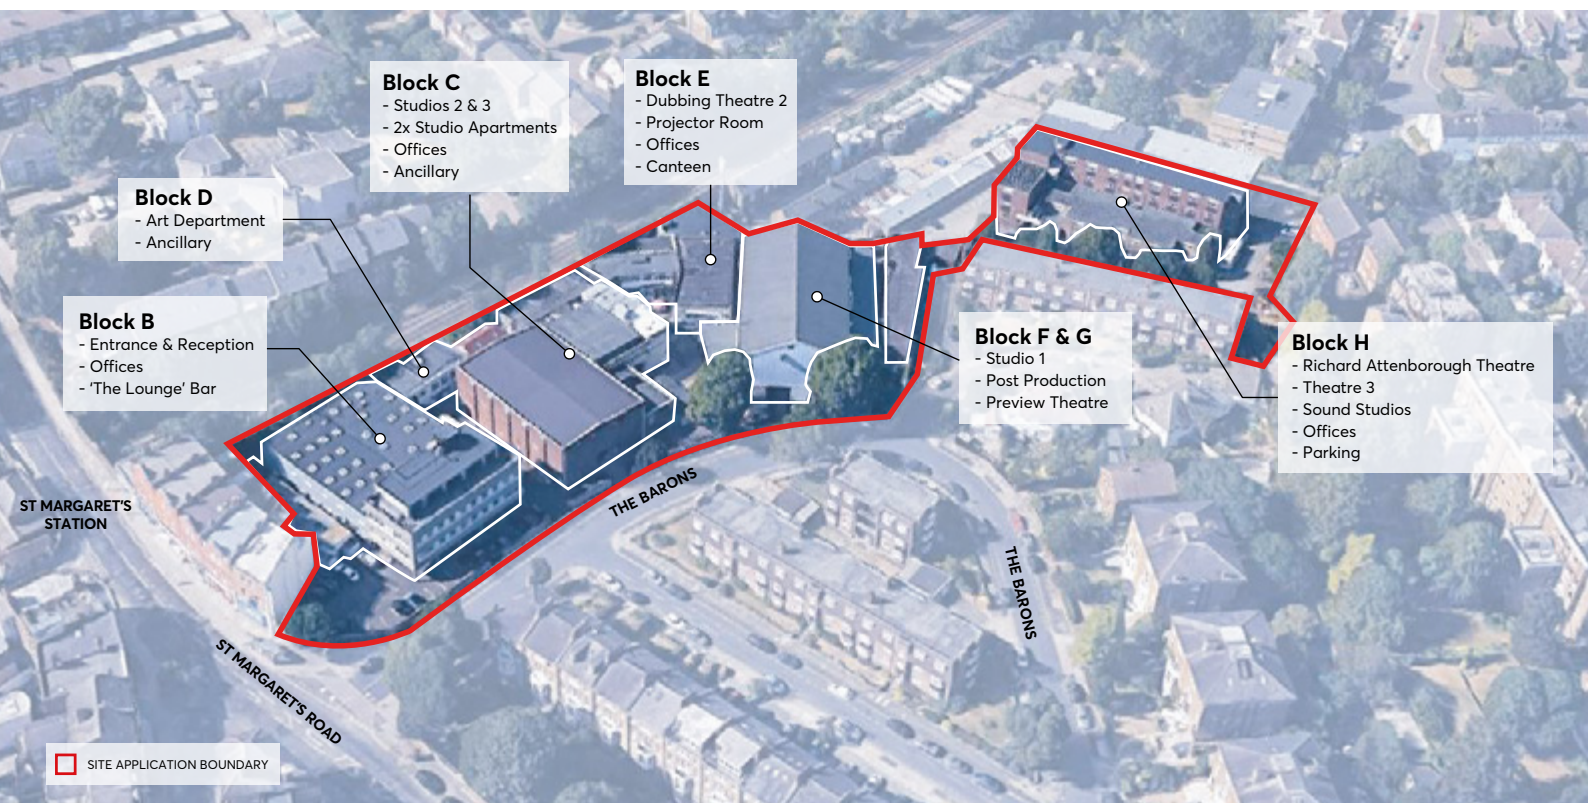 Block C
- Studios 2 & 3
- 2x Studio Apartments
- Offices
- Ancillary
Block E
- Dubbing Theatre 2
- Projector Room
- Offices
- Canteen
Block D
- Art Department
- Ancillary
Block B
- Entrance & Reception
- Offices
- ‘The Lounge’ Bar
Block F & G
- Studio 1
- Post Production
- Preview Theatre
Block H
- Richard Attenborough Theatre
- Theatre 3
- Sound Studios
- Offices
- Parking
ST MARGARET'S
STATION
THE BARONS
THE BARONS
ST MARGARET'S ROAD
SITE APPLICATION BOUNDARY